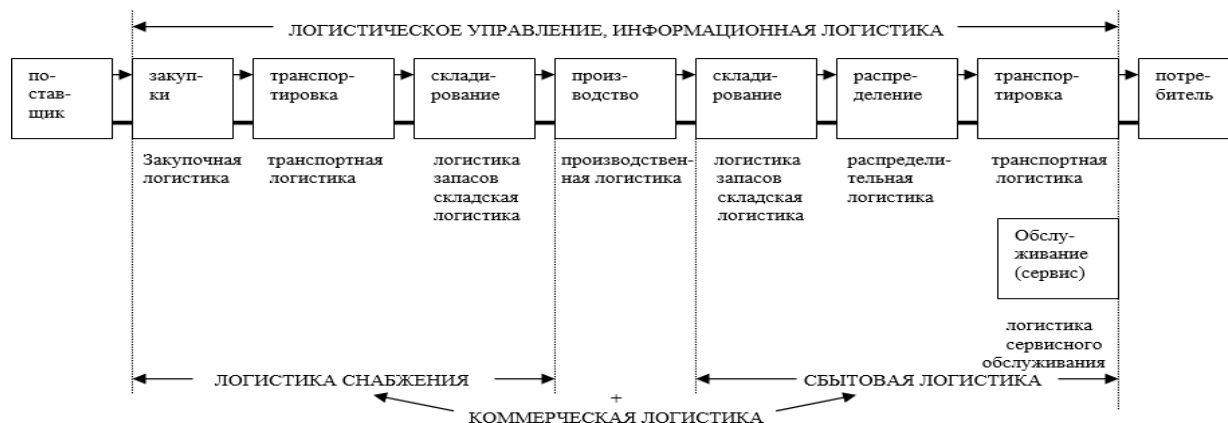 ЛОГИСТИЧЕСКОЕ УПРАВЛЕНИЕ, ИНФОРМАЦИОННАЯ ЛОГИСТИКА
по-
став-
щик
закуп-
ки
транспор-
тировка
склади-
рование
произ-
водство
склади-
рование
распре-
деление
транспор-
тировка
потре-
битель
Закупочная
логистика
транспортная
логистика
логистика
запасов
складская
логистика
производствен-
ная логистика
логистика
запасов
складская
логистика
распредели-
тельная
логистика
транспортная
логистика
Обслу-
живание
(сервис)
логистика
сервисного
обслуживания
ЛОГИСТИКА СНАБЖЕНИЯ
СБЫТОВАЯ ЛОГИСТИКА
+
КОММЕРЧЕСКАЯ ЛОГИСТИКА